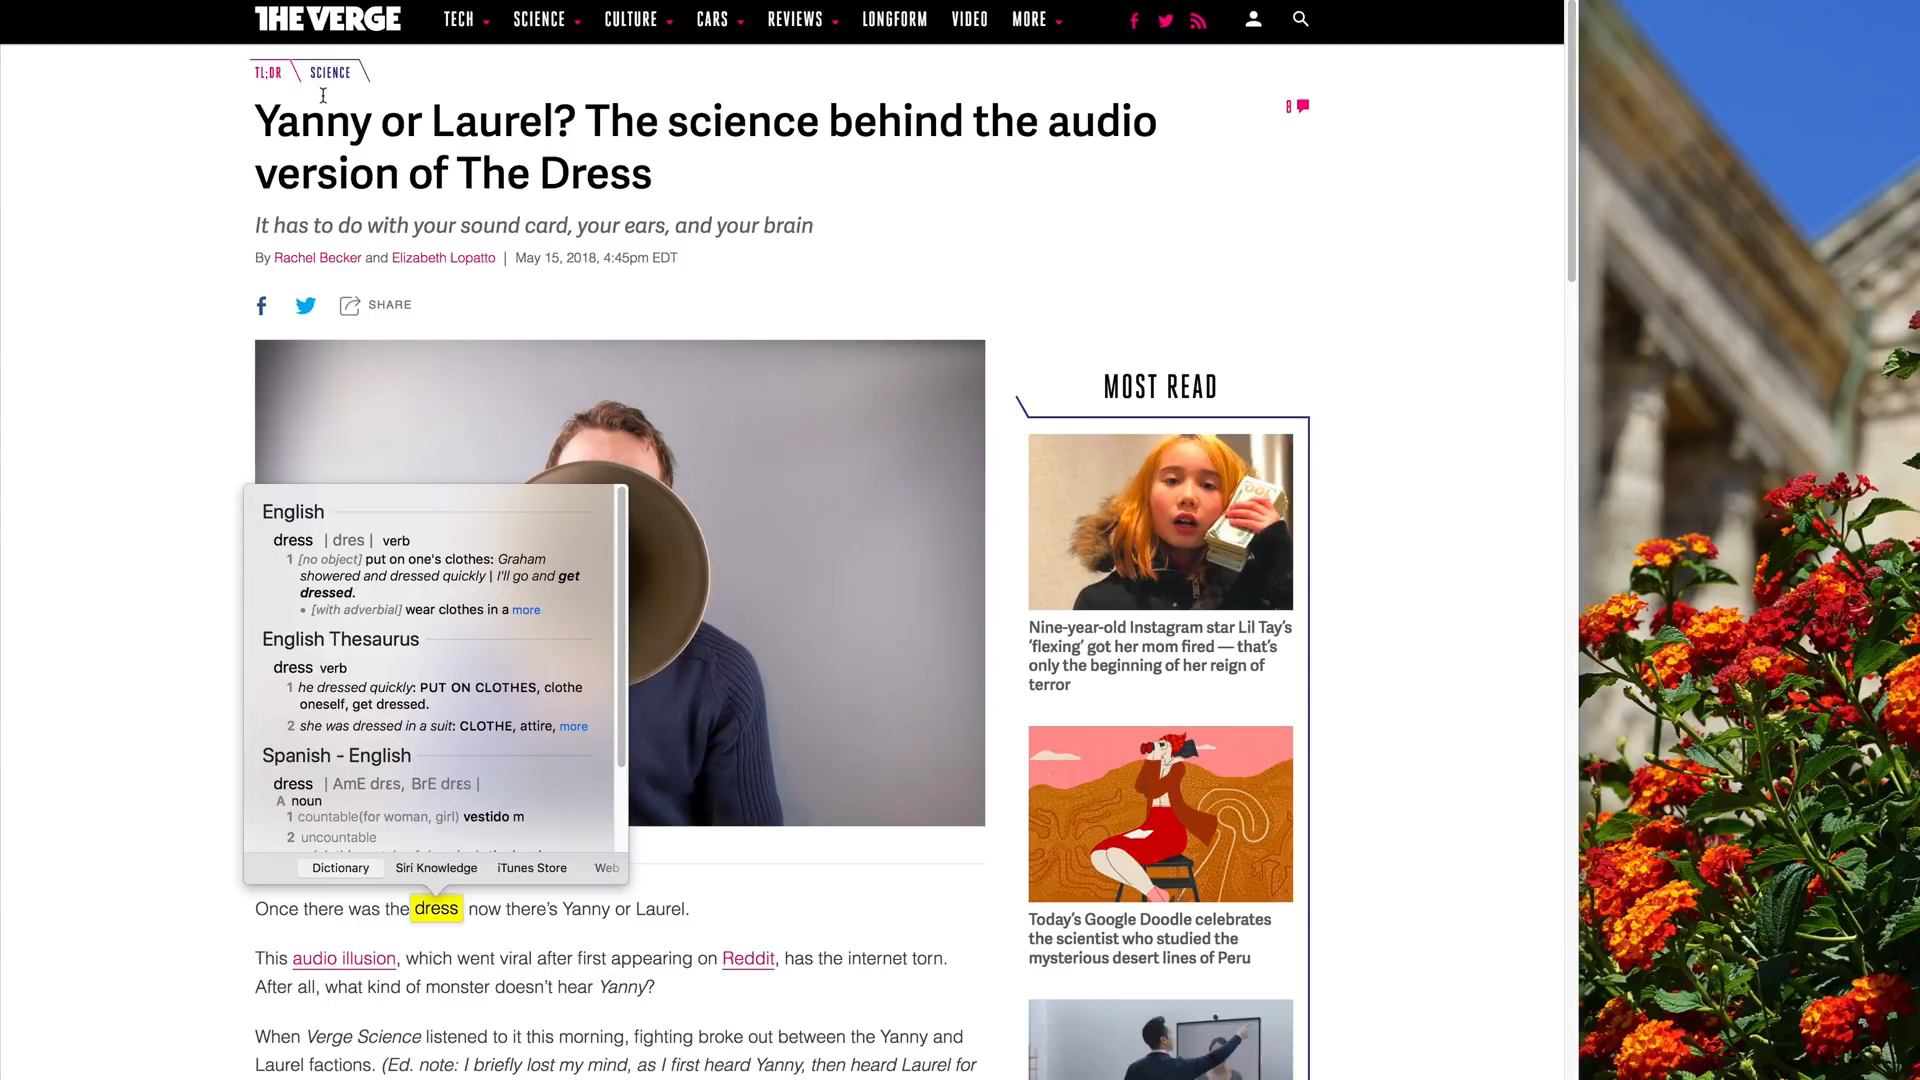 THE VERGE
TECH SCIENCE CULTURE CARS REVIEWS LONGFORM VIDEO MORE
TL;DR SCIENCE
Yanny or Laurel? The science behind the audio
version of The Dress
8
It has to do with your sound card, your ears, and your brain
By Rachel Becker and Elizabeth Lopatto | May 15, 2018, 4:45pm EDT
SHARE
English
dress | dres | verb
1 [no object] put on one's clothes: Graham
showered and dressed quickly | I'll go and get
dressed.
• [with adverbial] wear clothes in a more
English Thesaurus
dress verb
1 he dressed quickly: PUT ON CLOTHES, clothe
oneself, get dressed.
2 she was dressed in a suit: CLOTHE, attire, more
Spanish - English
dress | AmE drɛs, BrE drɛs |
A noun
1 countable(for woman, girl) vestido m
2 uncountable
Dictionary Siri Knowledge iTunes Store Web
Once there was the dress now there's Yanny or Laurel.
This audio illusion, which went viral after first appearing on Reddit, has the internet torn.
After all, what kind of monster doesn't hear Yanny?
When Verge Science listened to it this morning, fighting broke out between the Yanny and
Laurel factions. (Ed. note: I briefly lost my mind, as I first heard Yanny, then heard Laurel for
MOST READ
100
Nine-year-old Instagram star Lil Tay's
'flexing' got her mom fired — that's
only the beginning of her reign of
terror
Today's Google Doodle celebrates
the scientist who studied the
mysterious desert lines of Peru